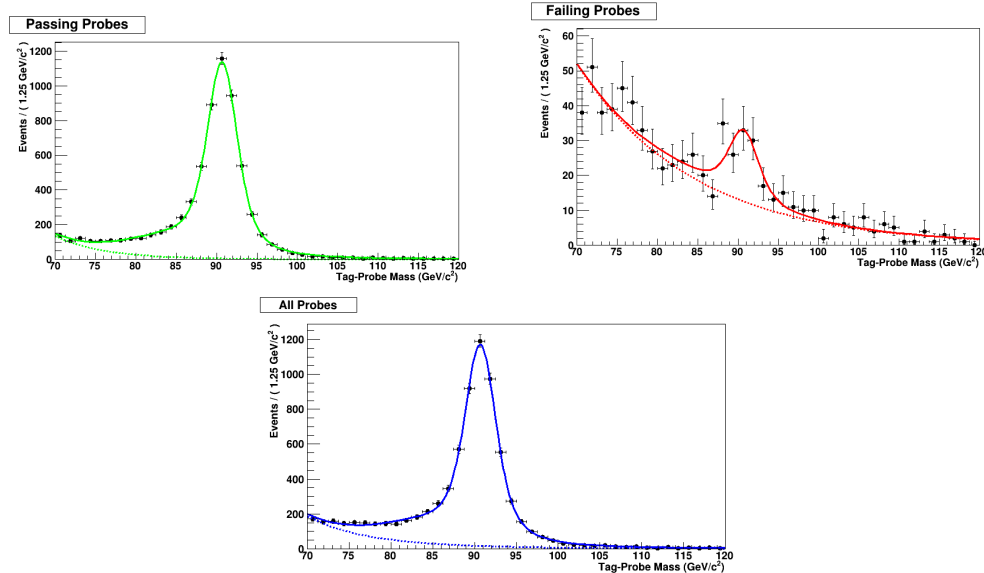 Passing Probes
Events / ( 1.25 GeV/c² )
1200
1000
800
600
400
200
0
70 75 80 85 90 95 100 105 110 115 120
Tag-Probe Mass (GeV/c²)
Failing Probes
Events / ( 1.25 GeV/c² )
60
50
40
30
20
10
0
70 75 80 85 90 95 100 105 110 115 120
Tag-Probe Mass (GeV/c²)
All Probes
Events / ( 1.25 GeV/c² )
1200
1000
800
600
400
200
0
70 75 80 85 90 95 100 105 110 115 120
Tag-Probe Mass (GeV/c²)